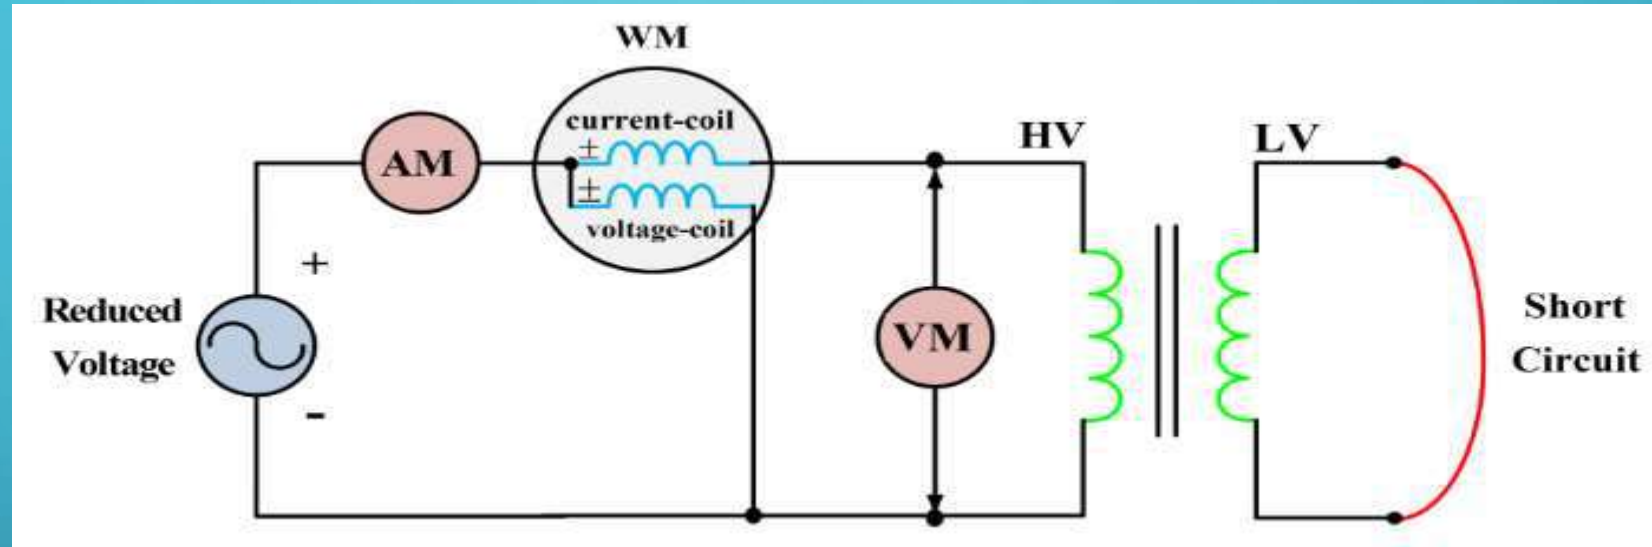 WM
current-coil
±
AM
±
voltage-coil
HV
LV
+
Reduced
Voltage
-
VM
Short
Circuit